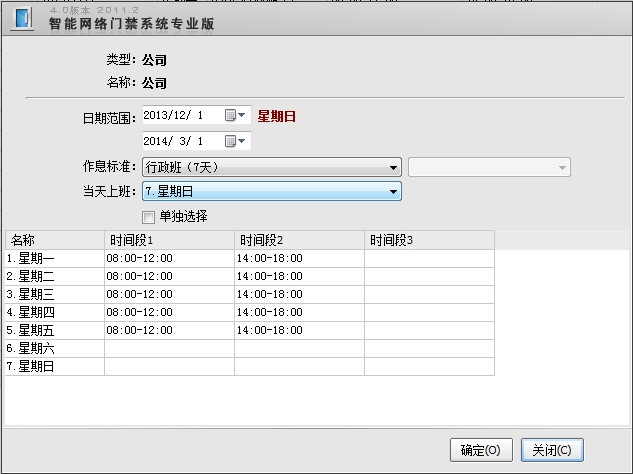 4.0版本 2011.2
智能网络门禁系统专业版
类型: 公司
名称: 公司
日期范围: 2013/12/ 1 星期日
2014/ 3/ 1
作息标准: 行政班（7天）
当天上班: 7.星期日
单独选择
名称 时间段1 时间段2 时间段3
1.星期一 08:00-12:00 14:00-18:00
2.星期二 08:00-12:00 14:00-18:00
3.星期三 08:00-12:00 14:00-18:00
4.星期四 08:00-12:00 14:00-18:00
5.星期五 08:00-12:00 14:00-18:00
6.星期六
7.星期日
确定(O) 关闭(C)